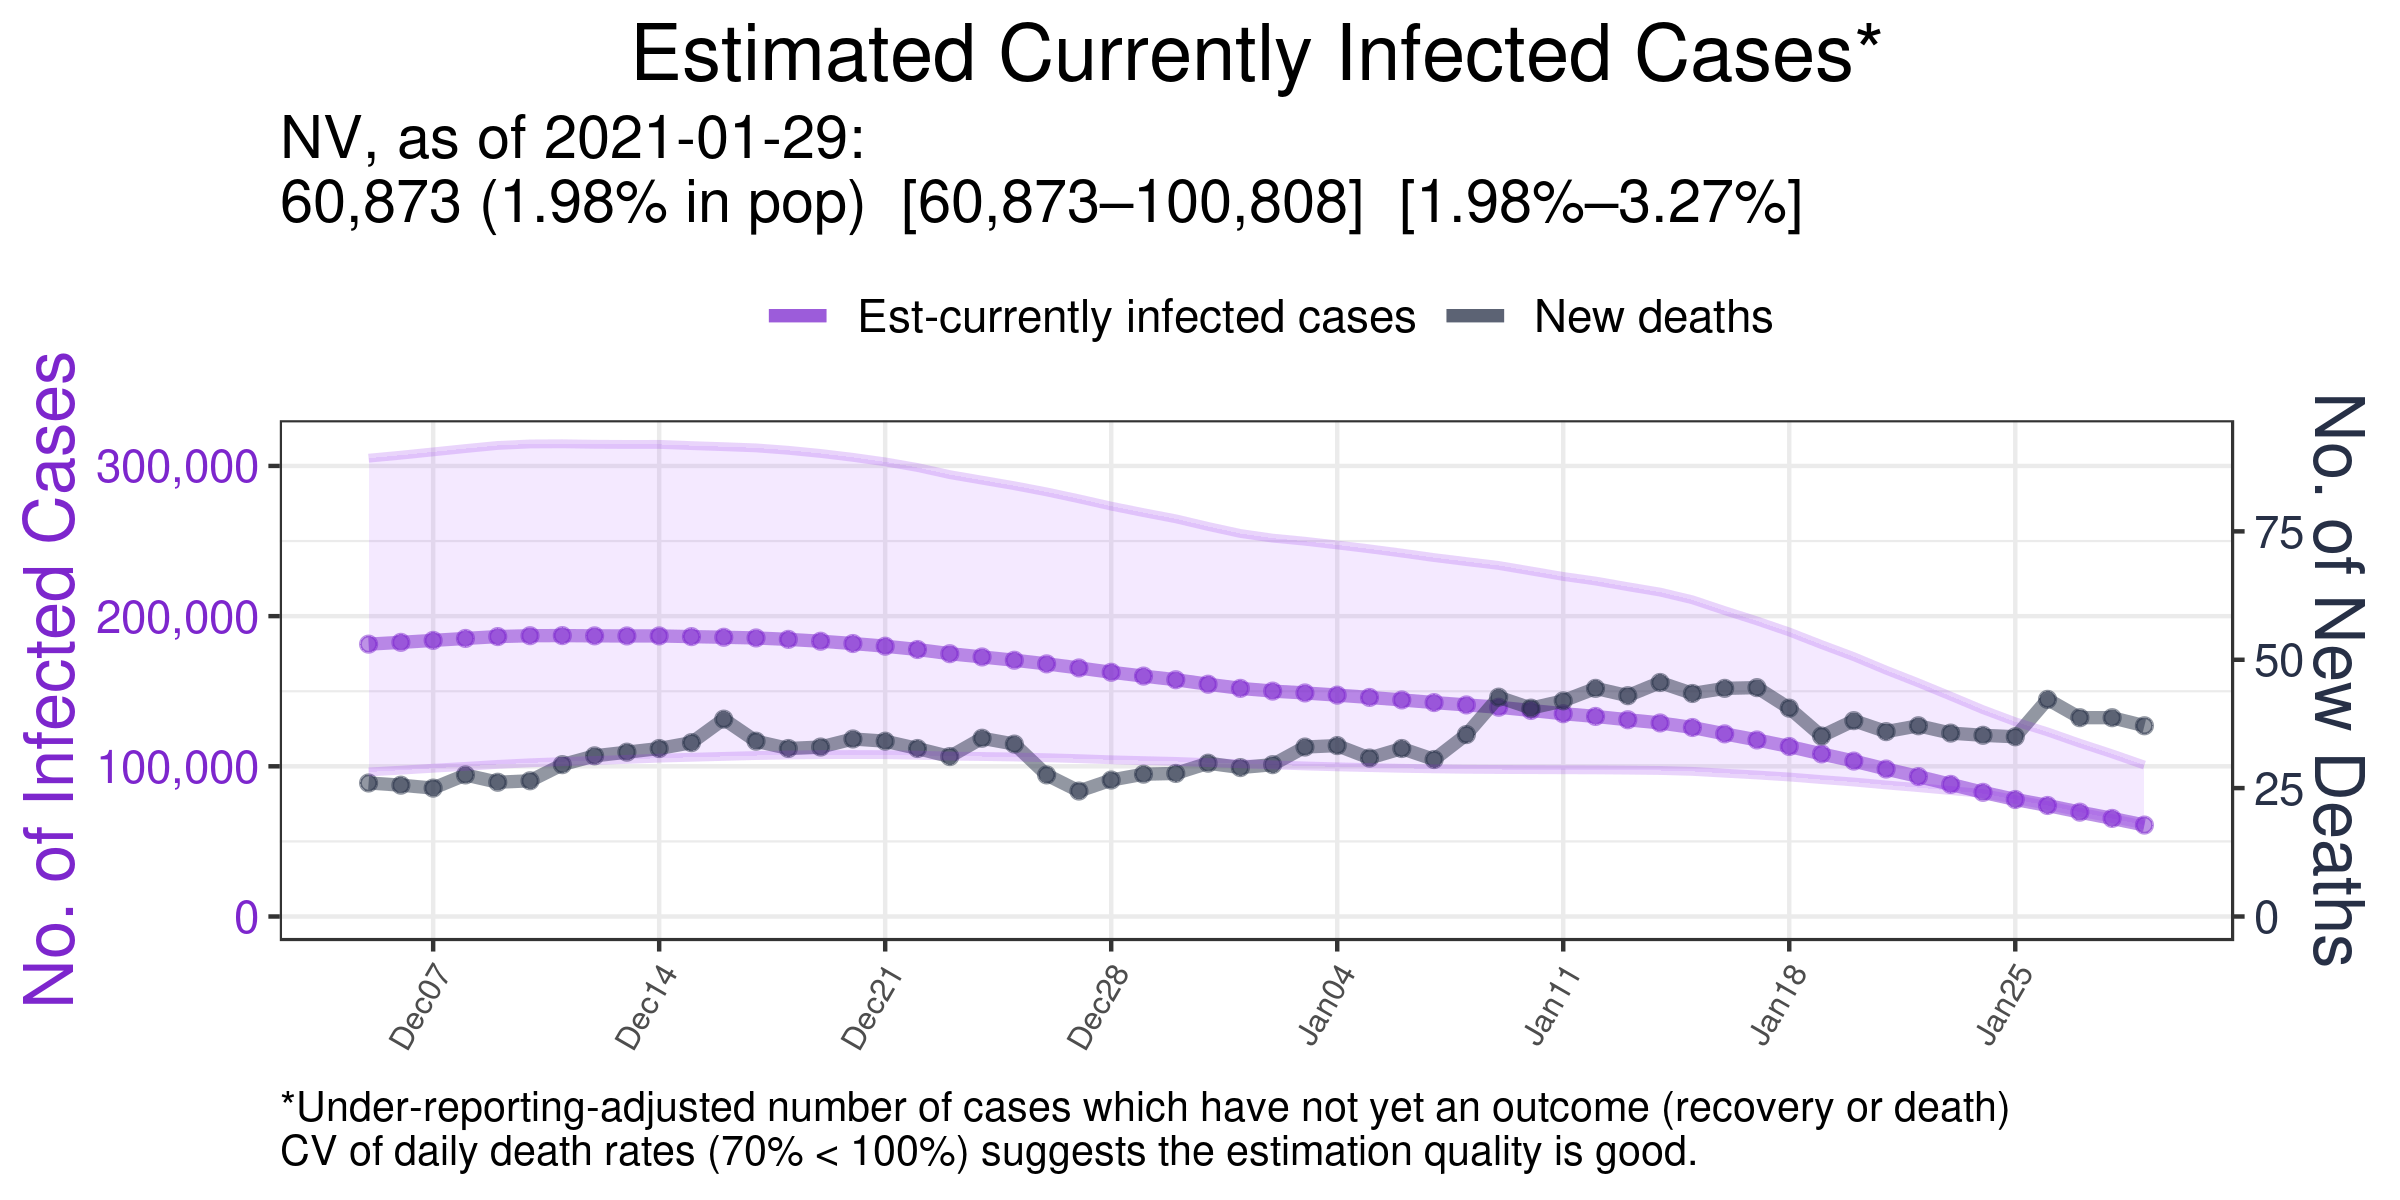 Estimated Currently Infected Cases*
NV, as of 2021-01-29:
60,873 (1.98% in pop)  [60,873–100,808]  [1.98%–3.27%]
Est-currently infected cases
New deaths
No. of Infected Cases
300,000
200,000
100,000
0
No. of New Deaths
75
50
25
0
Dec07
Dec14
Dec21
Dec28
Jan04
Jan11
Jan18
Jan25
*Under-reporting-adjusted number of cases which have not yet an outcome (recovery or death)
CV of daily death rates (70% < 100%) suggests the estimation quality is good.